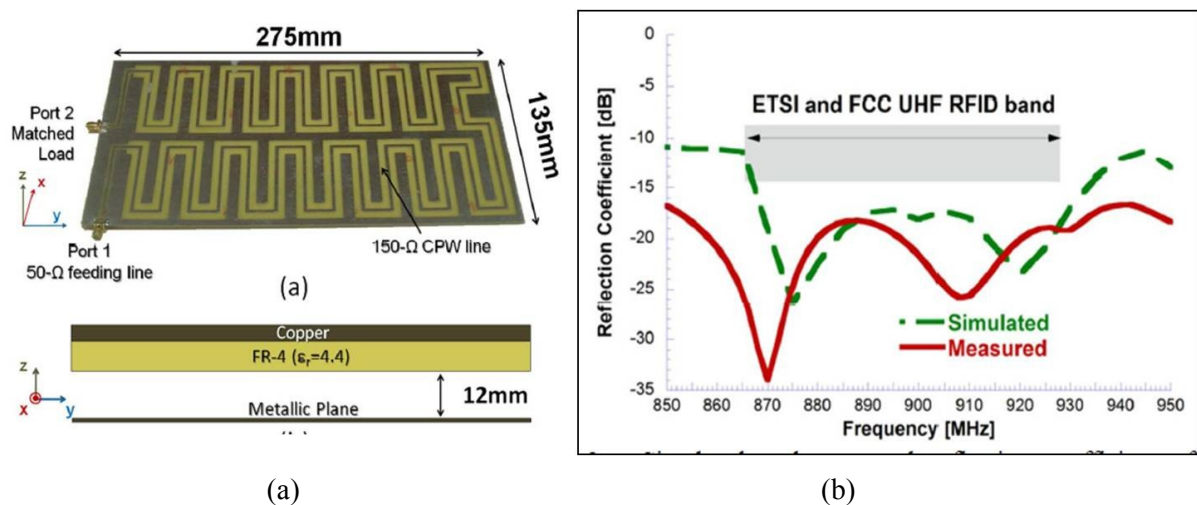 275mm
135mm
Port 2
Matched
Load
z
x
y
Port 1
50-Ω feeding line
150-Ω CPW line
(a)
Copper
FR-4 (εr=4.4)
z
x
y
12mm
Metallic Plane
0
-5
-10
-15
-20
-25
-30
-35
Reflection Coefficient [dB]
ETSI and FCC UHF RFID band
Simulated
Measured
850 860 870 880 890 900 910 920 930 940 950
Frequency [MHz]
(a)
(b)